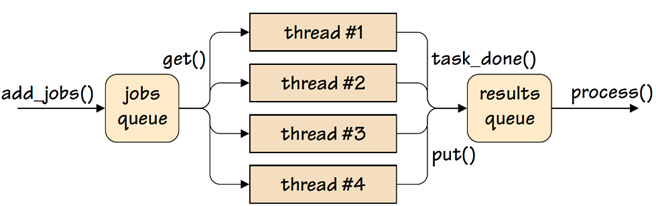 add_jobs()
jobs
queue
get()
thread #1
thread #2
thread #3
thread #4
task_done()
put()
results
queue
process()